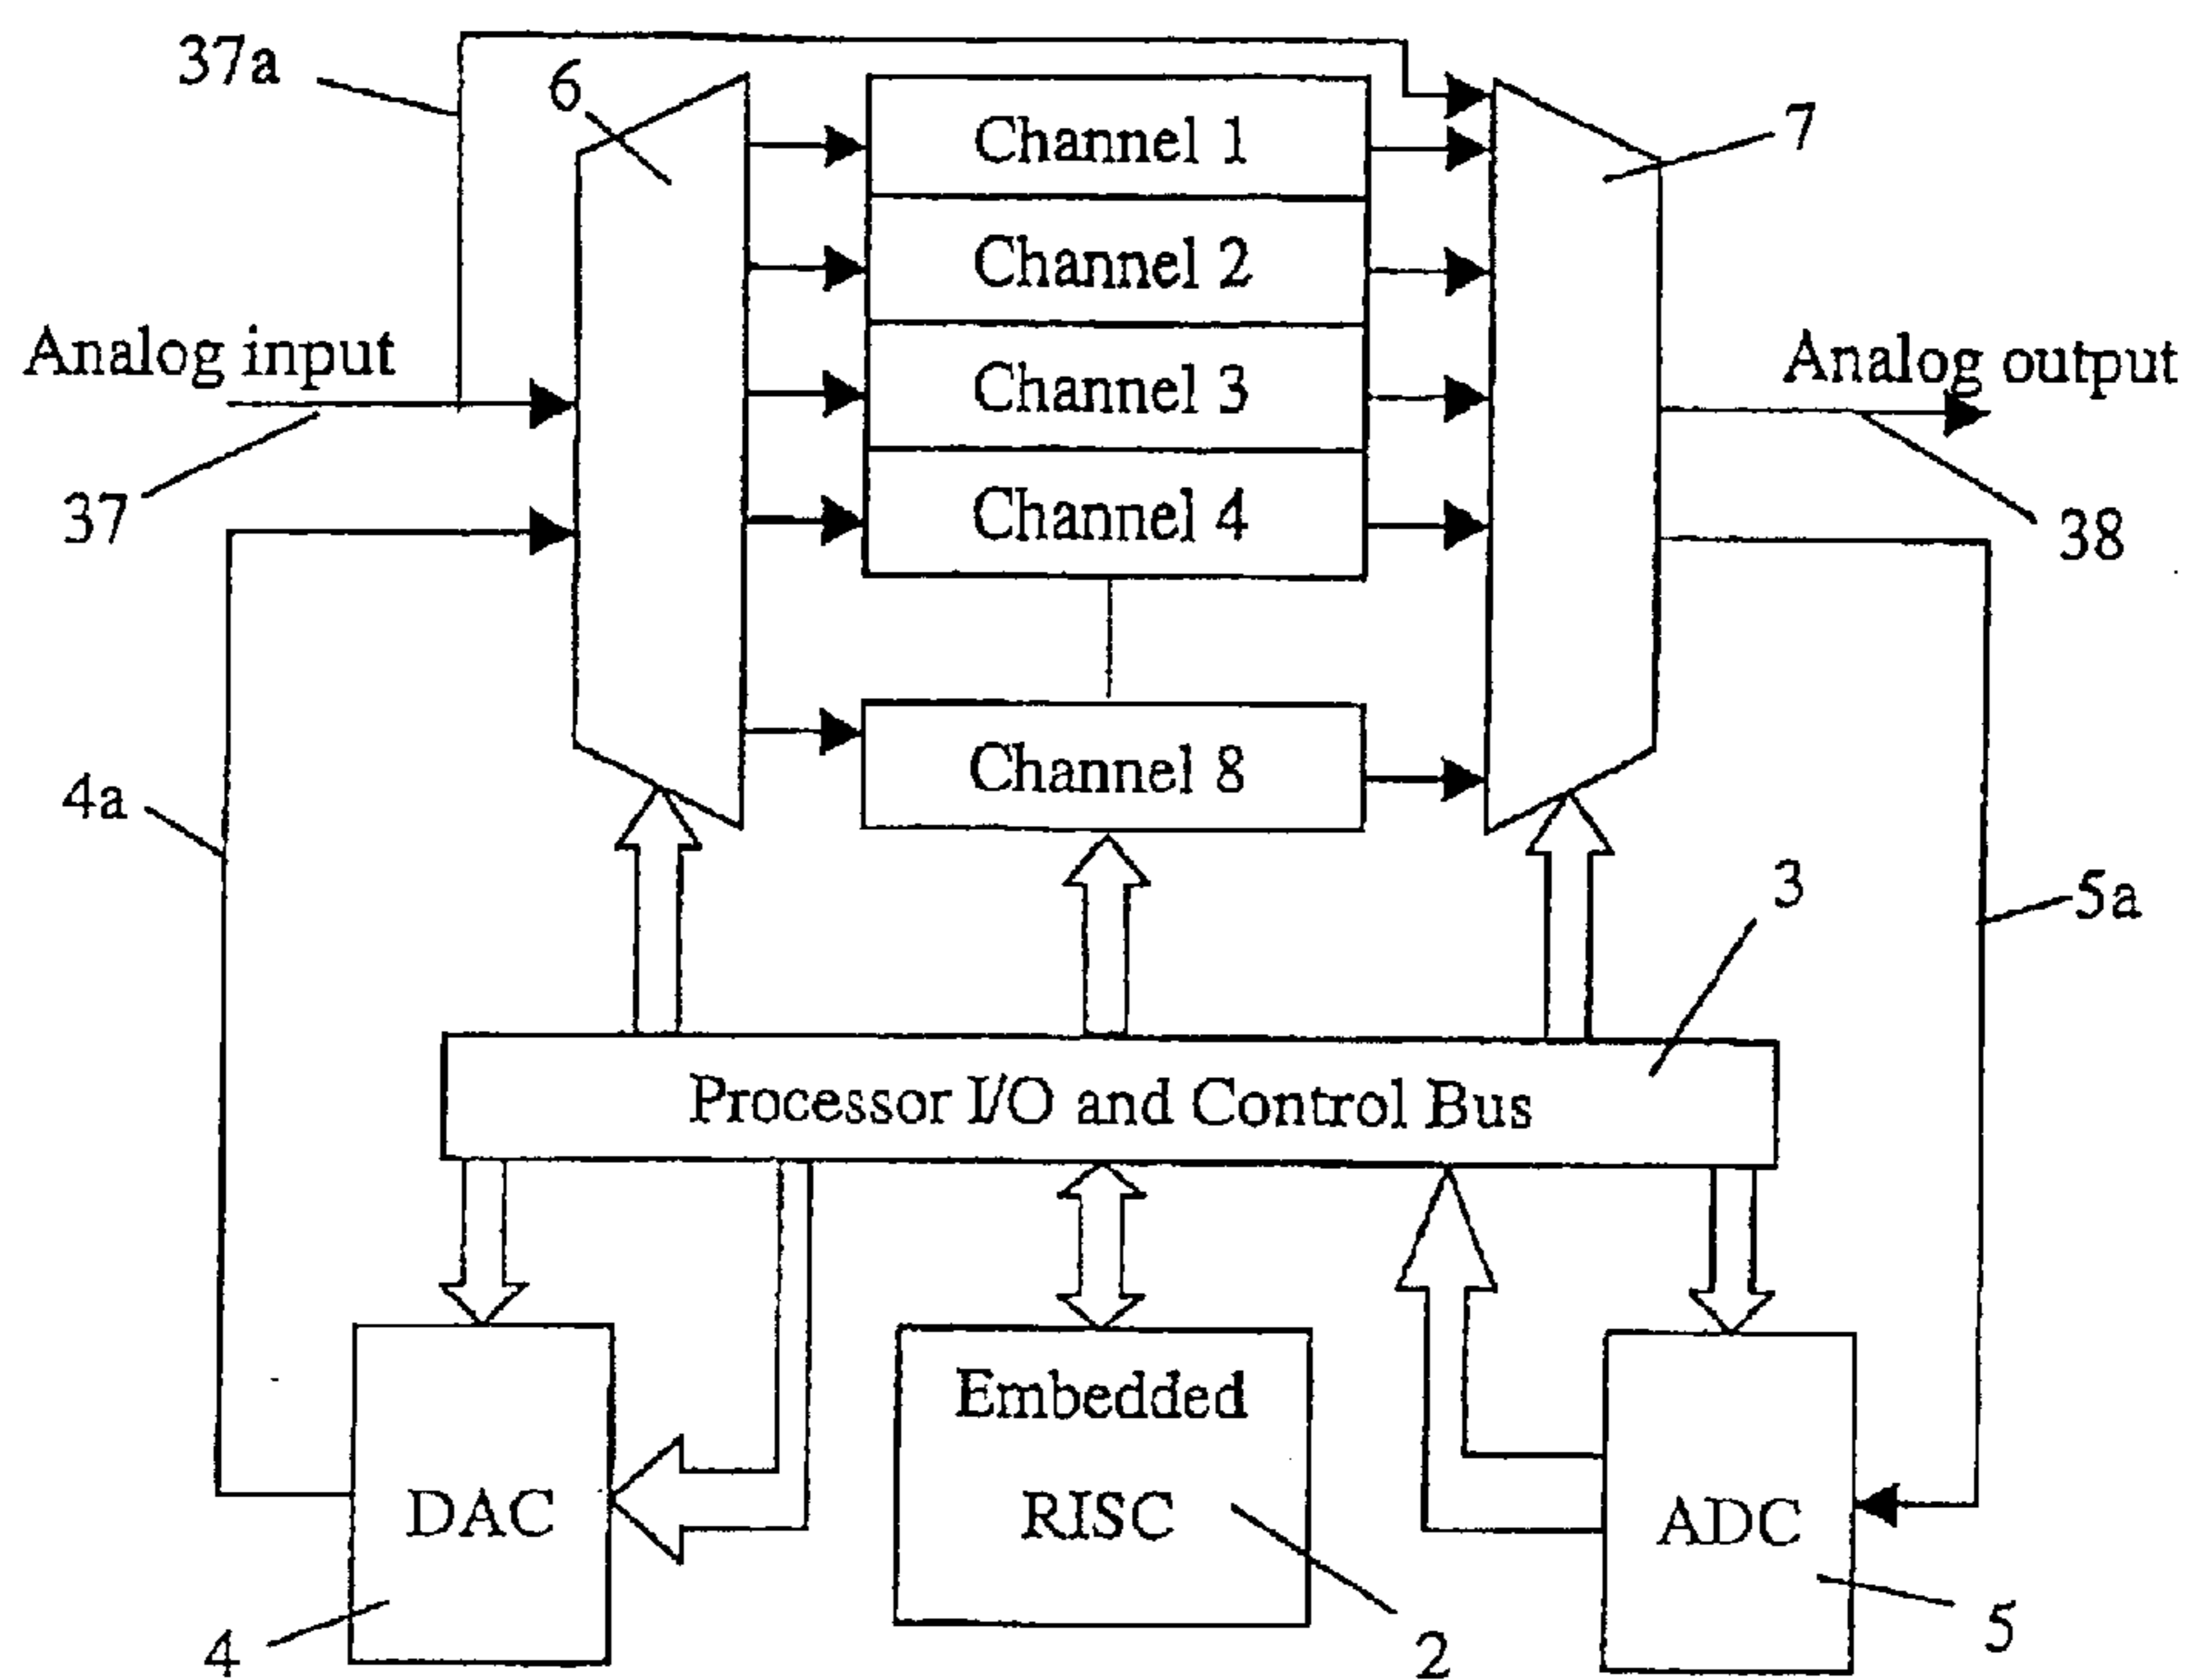 37a
6
Channel 1
7
Channel 2
Analog input
Channel 3
Analog output
37
Channel 4
38
4a
Channel 8
3
5a
Processor I/O and Control Bus
Embedded
DAC
RISC
ADC
4
2
5